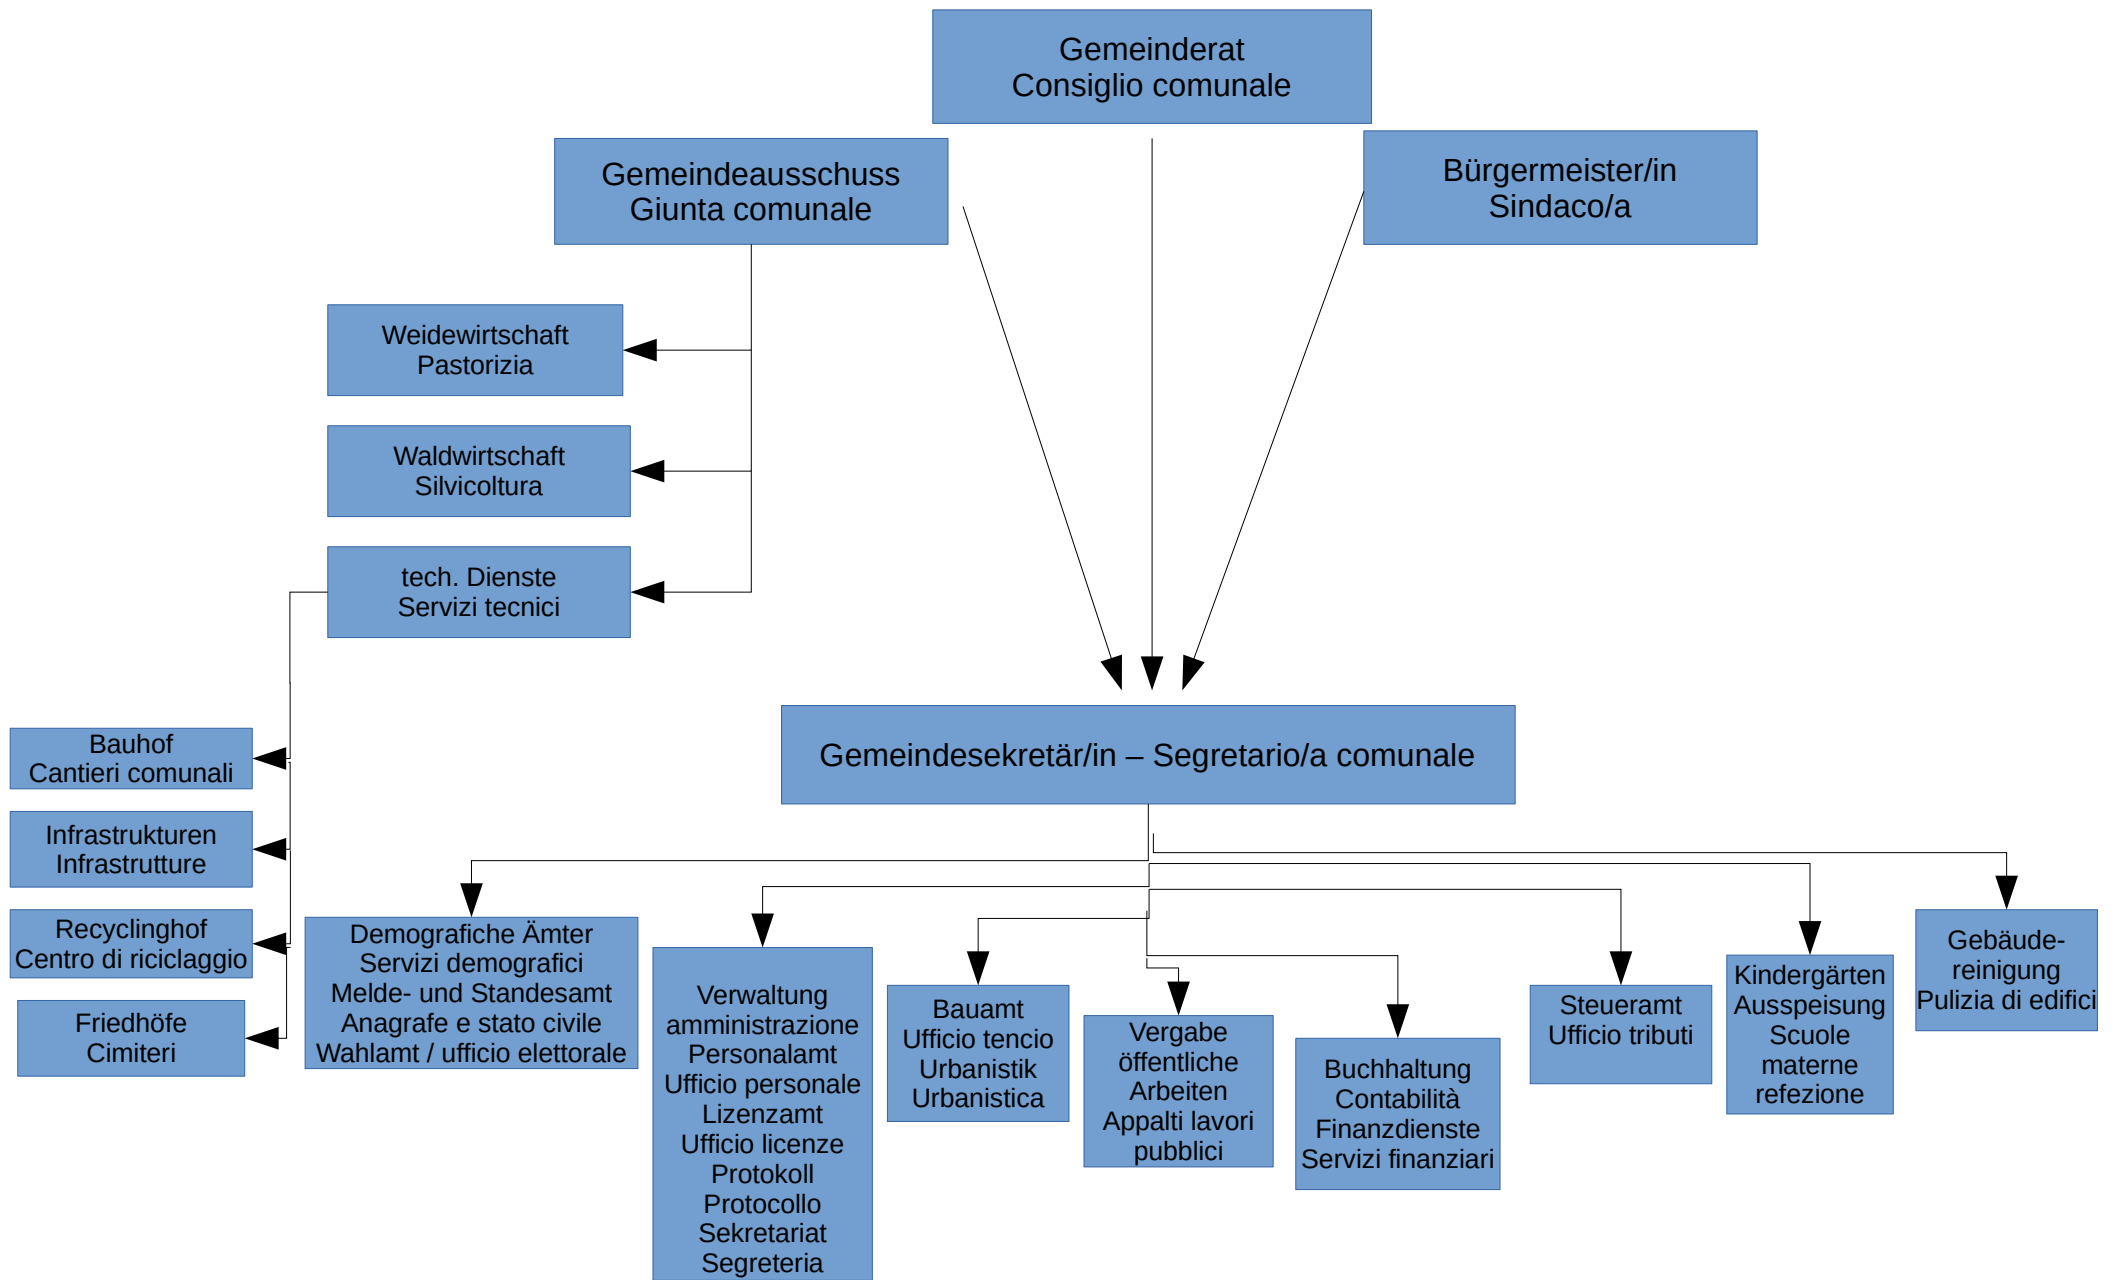 Gemeinderat
Consiglio comunale
Gemeindeausschuss
Giunta comunale
Bürgermeister/in
Sindaco/a
Weidewirtschaft
Pastorizia
Waldwirtschaft
Silvicoltura
tech. Dienste
Servizi tecnici
Gemeindesekretär/in – Segretario/a comunale
Bauhof
Cantieri comunali
Infrastrukturen
Infrastrutture
Recyclinghof
Centro di riciclaggio
Friedhöfe
Cimiteri
Demografiche Ämter
Servizi demografici
Melde- und Standesamt
Anagrafe e stato civile
Wahlamt / ufficio elettorale
Verwaltung
amministrazione
Personalamt
Ufficio personale
Lizenzamt
Ufficio licenze
Protokoll
Protocollo
Sekretariat
Segreteria
Bauamt
Ufficio tencio
Urbanistik
Urbanistica
Vergabe
öffentliche
Arbeiten
Appalti lavori
pubblici
Buchhaltung
Contabilità
Finanzdienste
Servizi finanziari
Steueramt
Ufficio tributi
Kindergärten
Ausspeisung
Scuole
materne
refezione
Gebäude-
reinigung
Pulizia di edifici